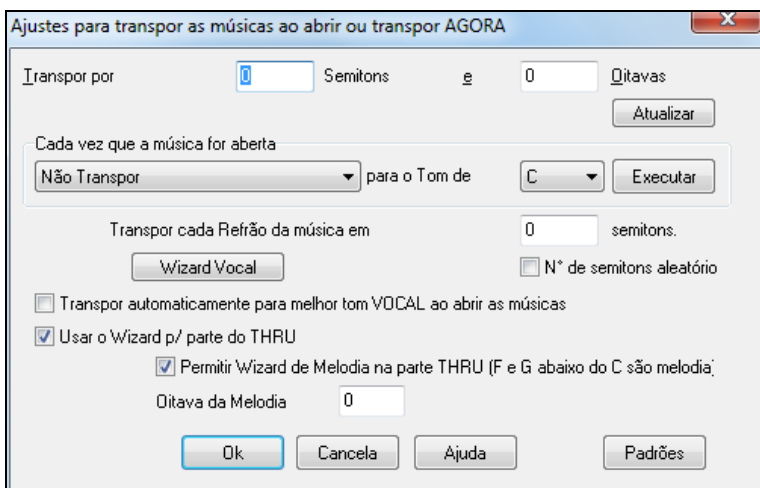 Ajustes para transpor as músicas ao abrir ou transpor AGORA
Transpor por 0 Semitons e 0 Oitavas
Atualizar
Cada vez que a música for aberta
Não Transpor para o Tom de C Executar
Transpor cada Refrão da música em 0 semitons.
Wizard Vocal N° de semitons aleatório
Transpor automaticamente para melhor tom VOCAL ao abrir as músicas
Usar o Wizard p/ parte do THRU
Permitir Wizard de Melodia na parte THRU (F e G abaixo do C são melodia)
Oitava da Melodia 0
Ok Cancela Ajuda Padrões